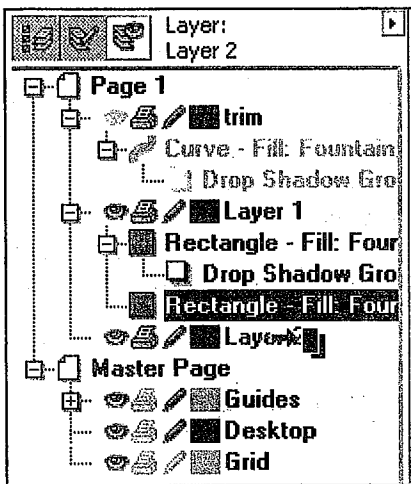 Layer:
Layer 2
Page 1
trim
Curve - Fill: Fountain
Drop Shadow Gro
Layer 1
Rectangle - Fill: Four
Drop Shadow Gro
Rectangle - Fill: Four
Master Page
Guides
Desktop
Grid